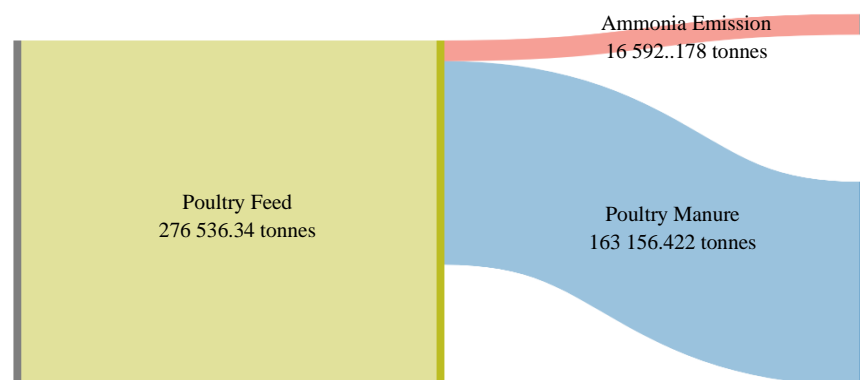 Ammonia Emission
16 592..178 tonnes
Poultry Feed
276 536.34 tonnes
Poultry Manure
163 156.422 tonnes